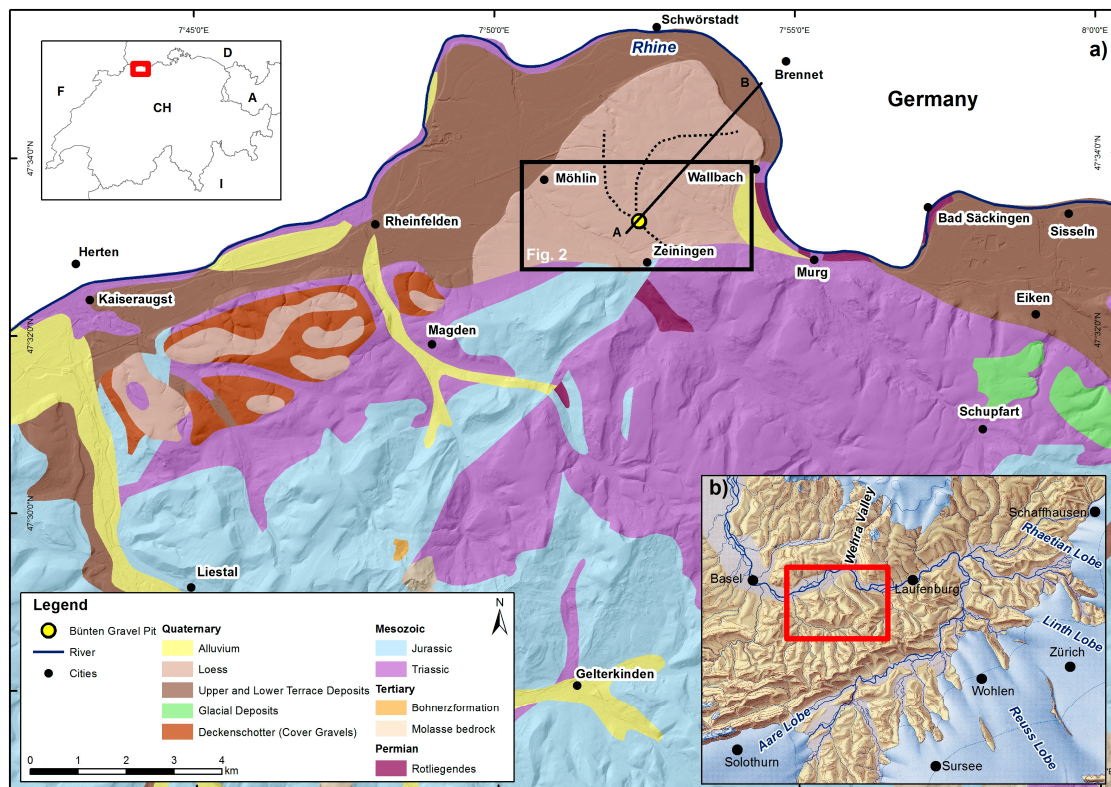 7°45'0"E
7°50'0"E
7°55'0"E
8°0'0"E
Schwörstadt
Rhine
a)
D
F
CH
A
I
B
Brennet
Germany
47°34'0"N
47°34'0"N
Möhlin
Wallbach
Rheinfelden
A
Bad Säckingen
Sisseln
Herten
Fig. 2
Zeiningen
Murg
Kaiseraugst
Eiken
47°32'0"N
47°32'0"N
Magden
Schupfart
b)
47°30'0"N
Schaffhausen
Wehra Valley
Rhaetian Lobe
Basel
Laufenburg
Liestal
Linth Lobe
Zürich
Wohlen
Reuss Lobe
Aare Lobe
Solothurn
Sursee
Gelterkinden
Legend
N
Bünten Gravel Pit
River
Cities
Quaternary
Alluvium
Loess
Upper and Lower Terrace Deposits
Glacial Deposits
Deckenschotter (Cover Gravels)
Mesozoic
Jurassic
Triassic
Tertiary
Bohnerzformation
Molasse bedrock
Permian
Rotliegendes
0 1 2 3 4
km